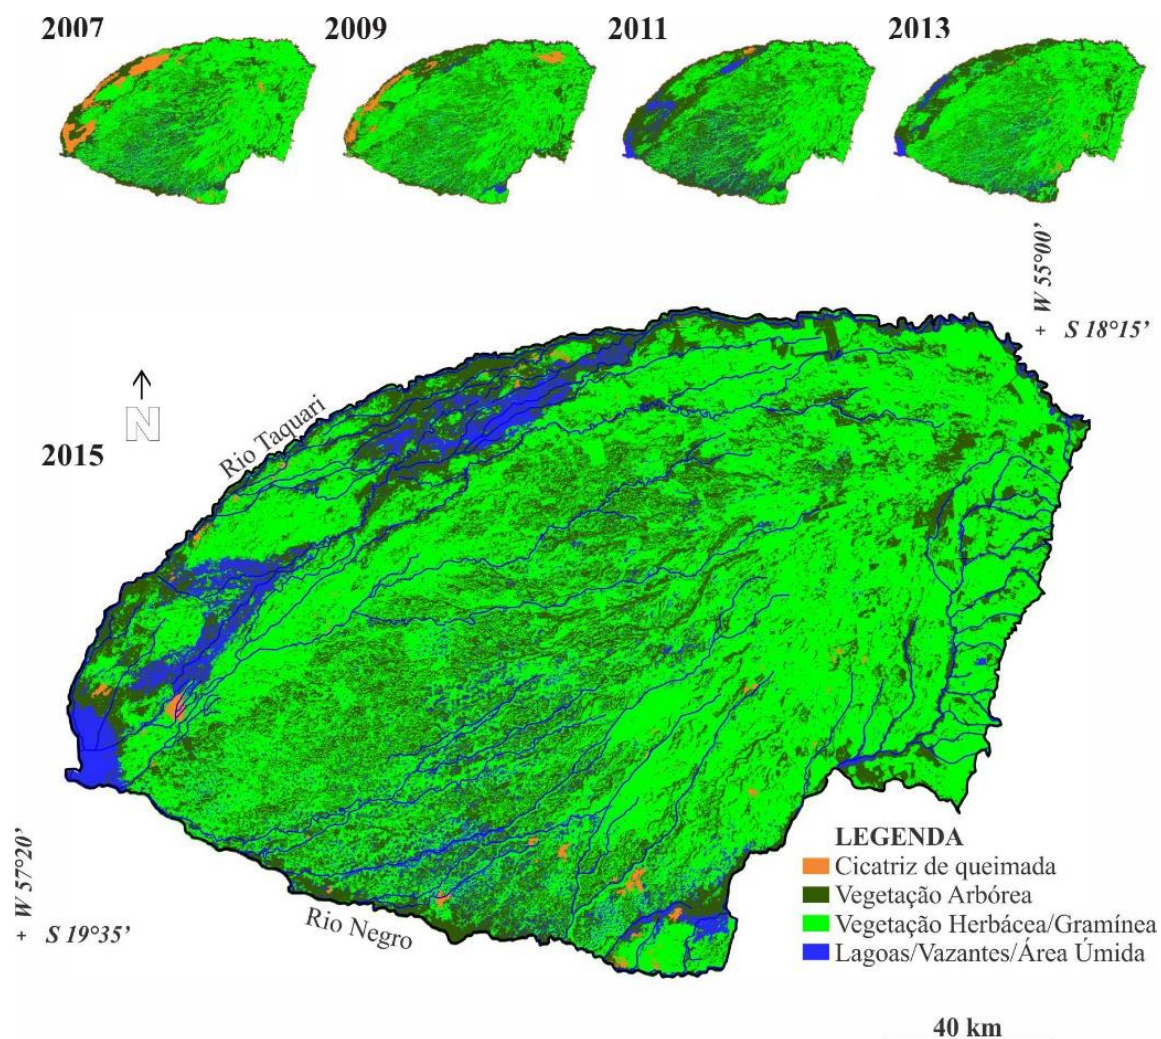 2007
2009
2011
2013
W 55°00'
+ S 18°15'
N
2015
Rio Taquari
W 57°20'
+ S 19°35'
Rio Negro
LEGENDA
Cicatriz de queimada
Vegetação Arbórea
Vegetação Herbácea/Gramínea
Lagoas/Vazantes/Área Úmida
40 km